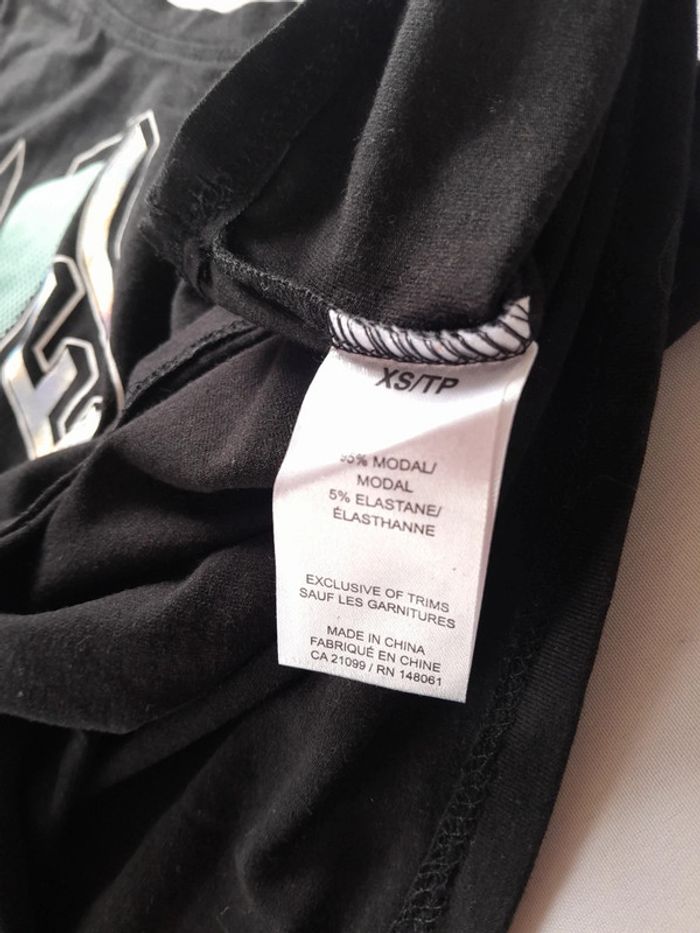 XS/TP
95% MODAL/
MODAL
5% ELASTANE/
ÉLASTHANNE
EXCLUSIVE OF TRIMS
SAUF LES GARNITURES
MADE IN CHINA
FABRIQUÉ EN CHINE
CA 21099 / RN 148061